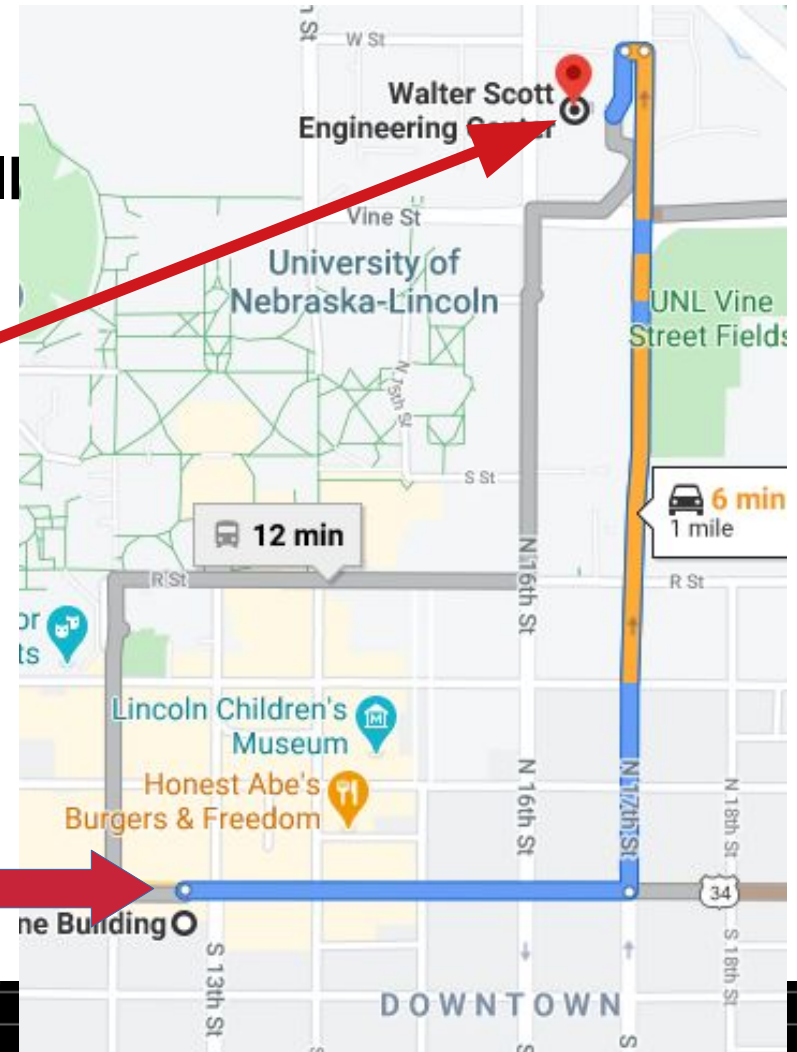 W St
Walter Scott
Engineering Center
Vine St
University of
Nebraska-Lincoln
UNL Vine
Street Fields
N 15th St
S St
6 min
1 mile
12 min
R St
R St
N 16th St
Lincoln Children's
Museum
Honest Abe's
Burgers & Freedom
N 16th St
N 17th St
N 18th St
34
Building
S 13th St
S 18th St
DOWNTOWN